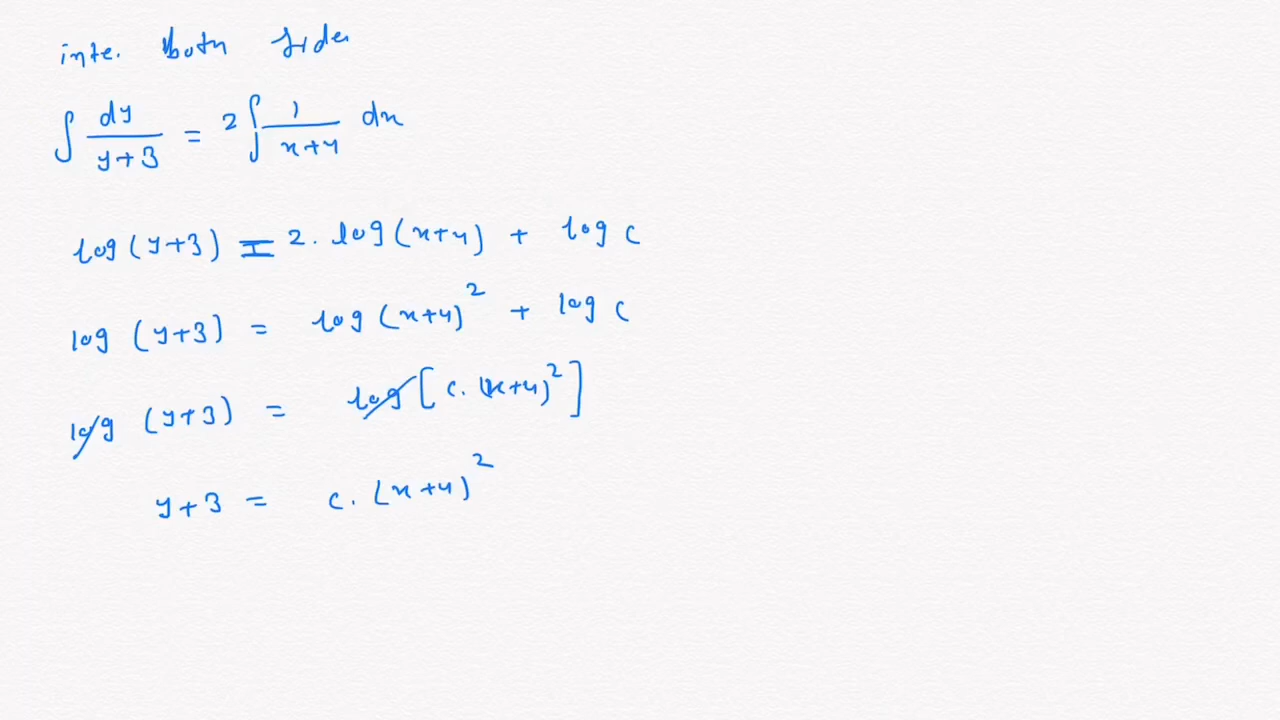 inte. both side
∫ dy/(y+3) = 2 ∫ 1/(x+4) dx
log (y+3) = 2. log (x+4) + log c
log (y+3) = log (x+4)² + log c
log (y+3) = log [c. (x+4)²]
y+3 = c. (x+4)²